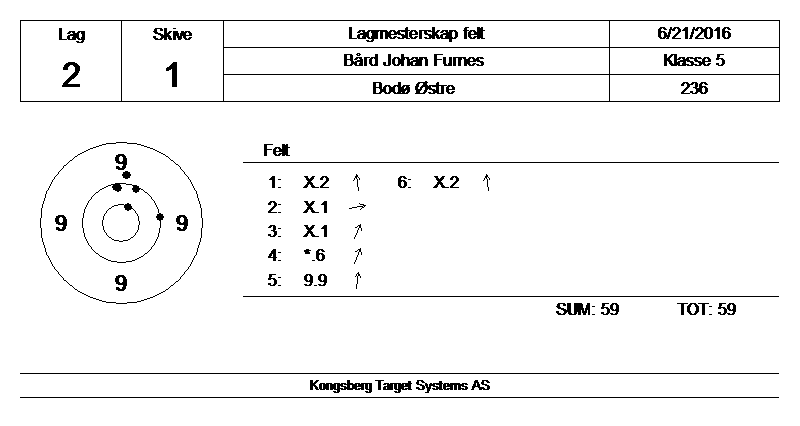 Lag Skive Lagmesterskap felt 6/21/2016
2 1 Bård Johan Furnes Klasse 5
Bodø Østre 236
Felt
9
9 9
9
1: X.2 6: X.2
2: X.1
3: X.1
4: *.6
5: 9.9
SUM: 59 TOT: 59
Kongsberg Target Systems AS